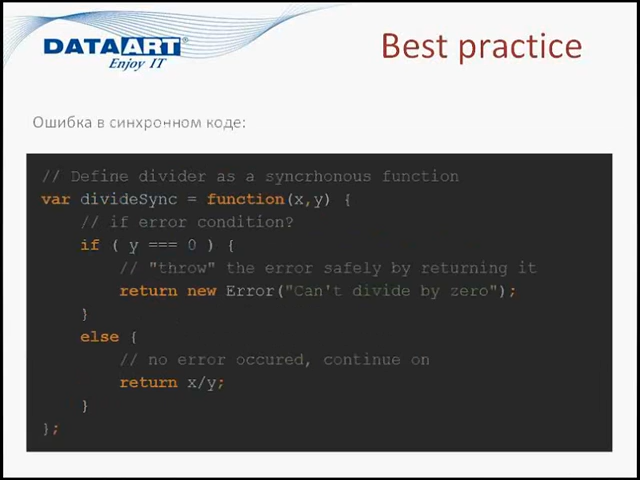 DATAART®
Enjoy IT
Best practice
Ошибка в синхронном коде:
// Define divider as a syncrhonous function
var divideSync = function(x,y) {
// if error condition?
if ( y === 0 ) {
// "throw" the error safely by returning it
return new Error("Can't divide by zero");
}
else {
// no error occured, continue on
return x/y;
}
};